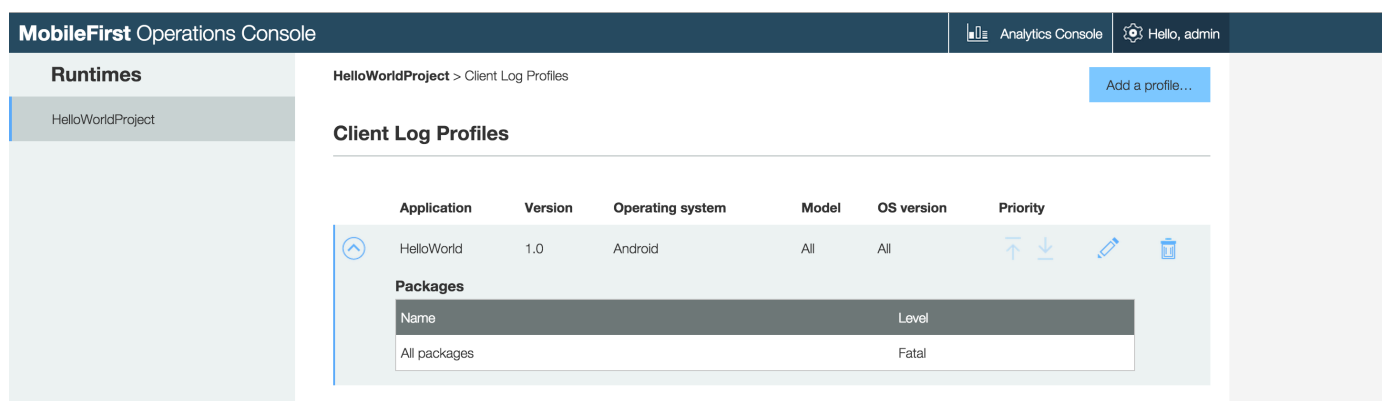 MobileFirst Operations Console
Analytics Console
Hello, admin
Runtimes
HelloWorldProject
HelloWorldProject > Client Log Profiles
Add a profile...
Client Log Profiles
Application Version Operating system Model OS version Priority
HelloWorld 1.0 Android All All
Packages
Name Level
All packages Fatal